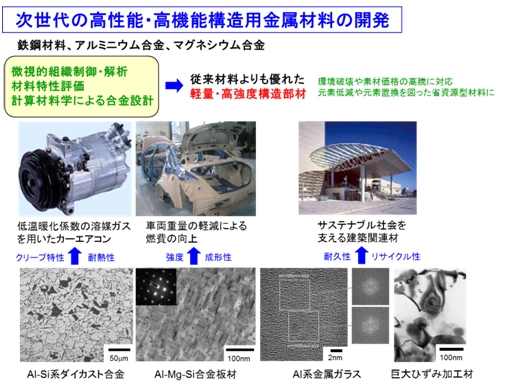 次世代の高性能・高機能構造用金属材料の開発
鉄鋼材料、アルミニウム合金、マグネシウム合金
微視的組織制御・解析
材料特性評価
計算材料学による合金設計
従来材料よりも優れた
軽量・高強度構造部材
環境破壊や素材価格の高騰に対応
元素低減や元素置換を図った省資源型材料に
低温暖化係数の溶媒ガス
を用いたカーエアコン
車両重量の軽減による
燃費の向上
サステナブル社会を
支える建築関連材
クリープ特性
耐熱性
強度
成形性
耐久性
リサイクル性
50μm
100nm
2nm
100nm
Al-Si系ダイカスト合金
Al-Mg-Si合金板材
Al系金属ガラス
巨大ひずみ加工材